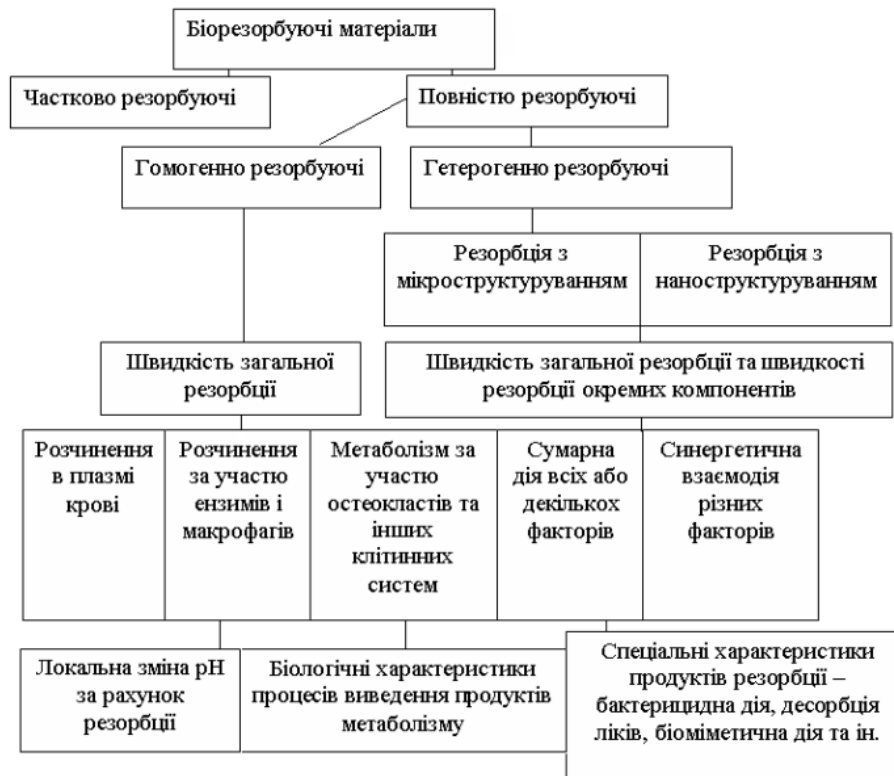 Біорезорбуючі матеріали
Частково резорбуючі
Повністю резорбуючі
Гомогенно резорбуючі
Гетерогенно резорбуючі
Резорбція з
мікроструктуруванням
Резорбція з
наноструктуруванням
Швидкість загальної
резорбції
Швидкість загальної резорбції та швидкості
резорбції окремих компонентів
Розчинення
в плазмі
крові
Розчинення
за участю
ензимів і
макрофагів
Метаболізм за
участю
остеокластів та
інших
клітинних
систем
Сумарна
дія всіх або
декількох
факторів
Синергетична
взаємодія
різних
факторів
Локальна зміна pH
за рахунок
резорбції
Біологічні характеристики
процесів виведення продуктів
метаболізму
Спеціальні характеристики
продуктів резорбції –
бактерицидна дія, десорбція
ліків, біоміметична дія та ін.